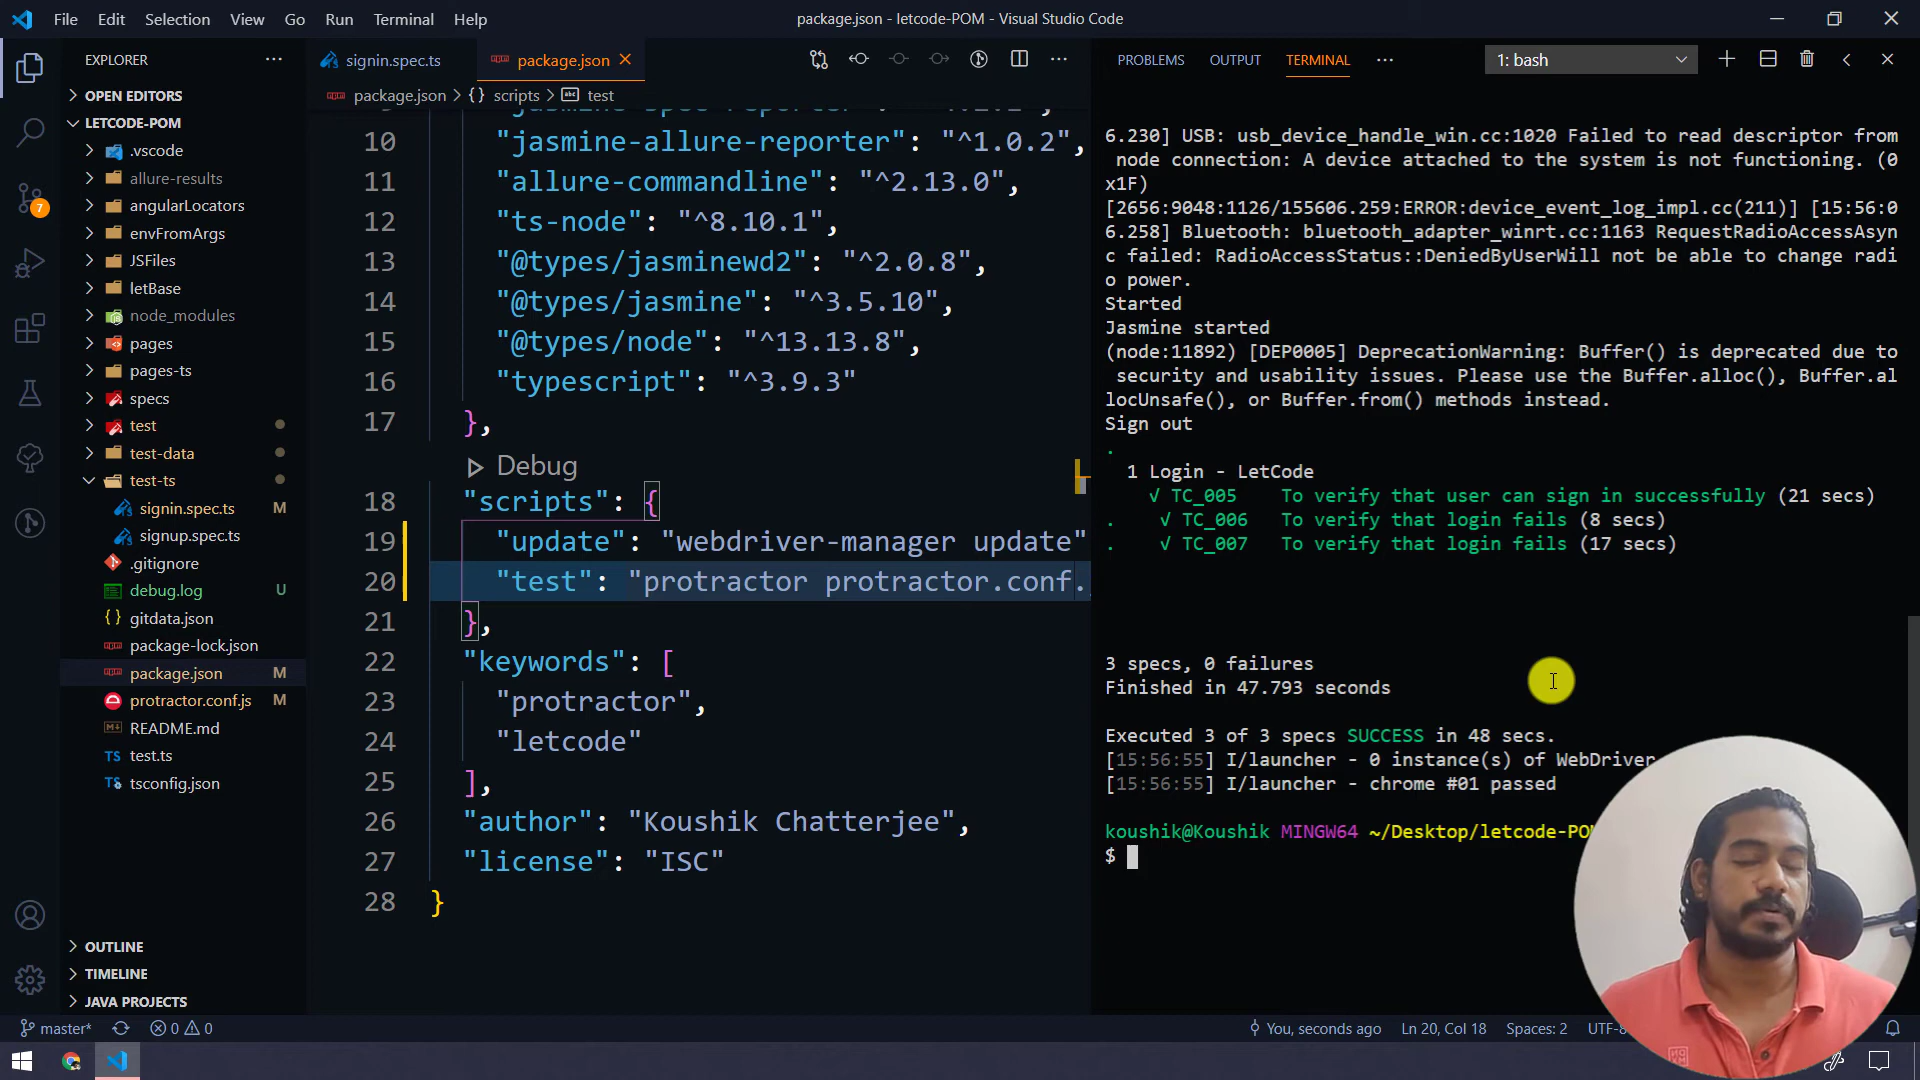 File Edit Selection View Go Run Terminal Help
package.json - letcode-POM - Visual Studio Code
EXPLORER
OPEN EDITORS
LETCODE-POM
.vscode
allure-results
angularLocators
envFromArgs
JSFiles
letBase
node_modules
pages
pages-ts
specs
test
test-data
test-ts
signin.spec.ts M
signup.spec.ts
.gitignore
debug.log U
gitdata.json
package-lock.json
package.json M
protractor.conf.js M
README.md
TS test.ts
tsconfig.json
OUTLINE
TIMELINE
JAVA PROJECTS
7
signin.spec.ts
package.json
package.json > {} scripts > test
10 "jasmine-allure-reporter": "^1.0.2",
11 "allure-commandline": "^2.13.0",
12 "ts-node": "^8.10.1",
13 "@types/jasminewd2": "^2.0.8",
14 "@types/jasmine": "^3.5.10",
15 "@types/node": "^13.13.8",
16 "typescript": "^3.9.3"
17 },
Debug
18 "scripts": {
19 "update": "webdriver-manager update"
20 "test": "protractor protractor.conf.
21 },
22 "keywords": [
23 "protractor",
24 "letcode"
25 ],
26 "author": "Koushik Chatterjee",
27 "license": "ISC"
28 }
PROBLEMS OUTPUT TERMINAL
1: bash
6.230] USB: usb_device_handle_win.cc:1020 Failed to read descriptor from
node connection: A device attached to the system is not functioning. (0
x1F)
[2656:9048:1126/155606.259:ERROR:device_event_log_impl.cc(211)] [15:56:0
6.258] Bluetooth: bluetooth_adapter_winrt.cc:1163 RequestRadioAccessAsyn
c failed: RadioAccessStatus::DeniedByUserWill not be able to change radi
o power.
Started
Jasmine started
(node:11892) [DEP0005] DeprecationWarning: Buffer() is deprecated due to
security and usability issues. Please use the Buffer.alloc(), Buffer.al
locUnsafe(), or Buffer.from() methods instead.
Sign out
.
1 Login - LetCode
√ TC_005 To verify that user can sign in successfully (21 secs)
. √ TC_006 To verify that login fails (8 secs)
. √ TC_007 To verify that login fails (17 secs)
3 specs, 0 failures
Finished in 47.793 seconds
Executed 3 of 3 specs SUCCESS in 48 secs.
[15:56:55] I/launcher - 0 instance(s) of WebDriver
[15:56:55] I/launcher - chrome #01 passed
koushik@Koushik MINGW64 ~/Desktop/letcode-POM
$
master* 0 0
You, seconds ago Ln 20, Col 18 Spaces: 2 UTF-8